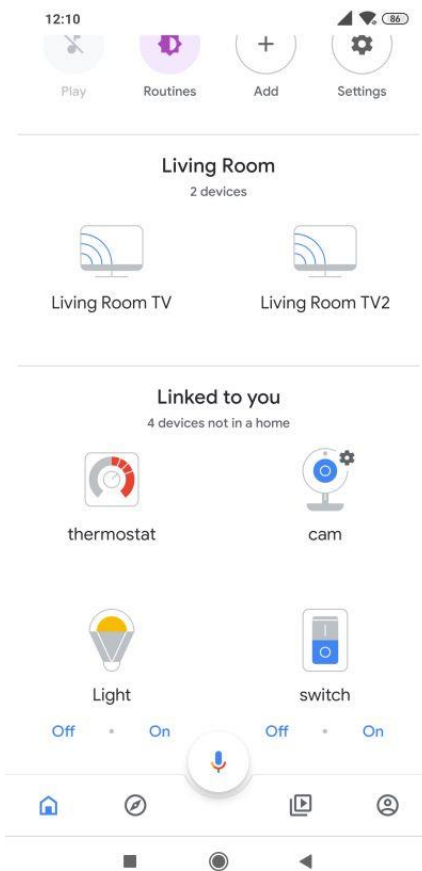 12:10
86
Play Routines Add Settings
Living Room
2 devices
Living Room TV Living Room TV2
Linked to you
4 devices not in a home
thermostat cam
Light switch
Off • On Off • On